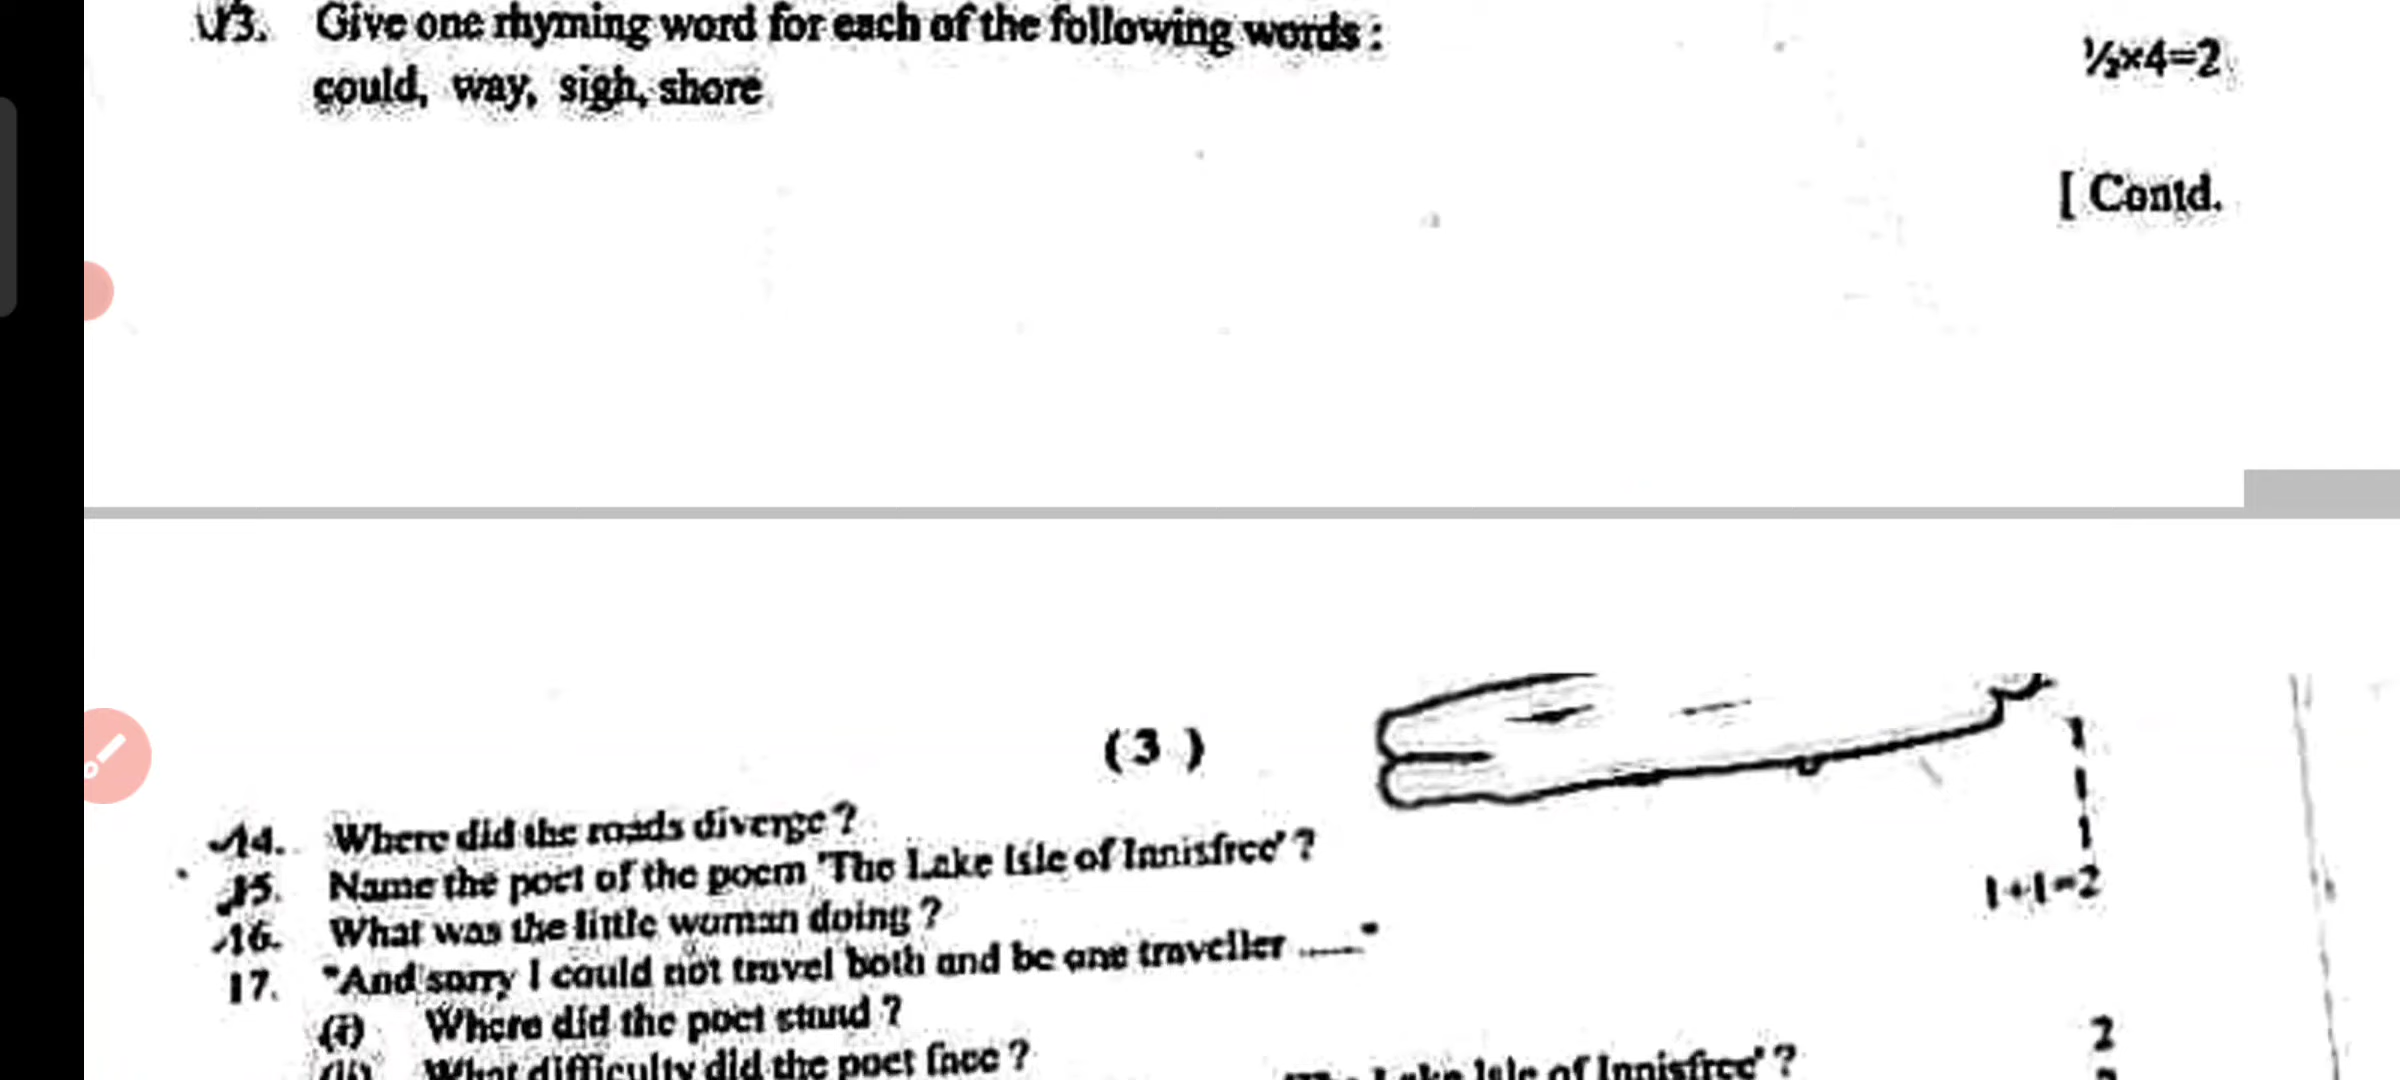 13. Give one rhyming word for each of the following words : ½×4=2
could, way, sigh, shore
[ Contd.
( 3 )
14. Where did the roads diverge ? 1
15. Name the poet of the poem 'The Lake Isle of Innisfree' ? 1
16. What was the little woman doing ? 1
17. "And sorry I could not travel both and be one traveller ......" 1+1=2
(i) Where did the poet stand ?
(ii) What difficulty did the poet face ?
Lake Isle of Innisfree' ? 2